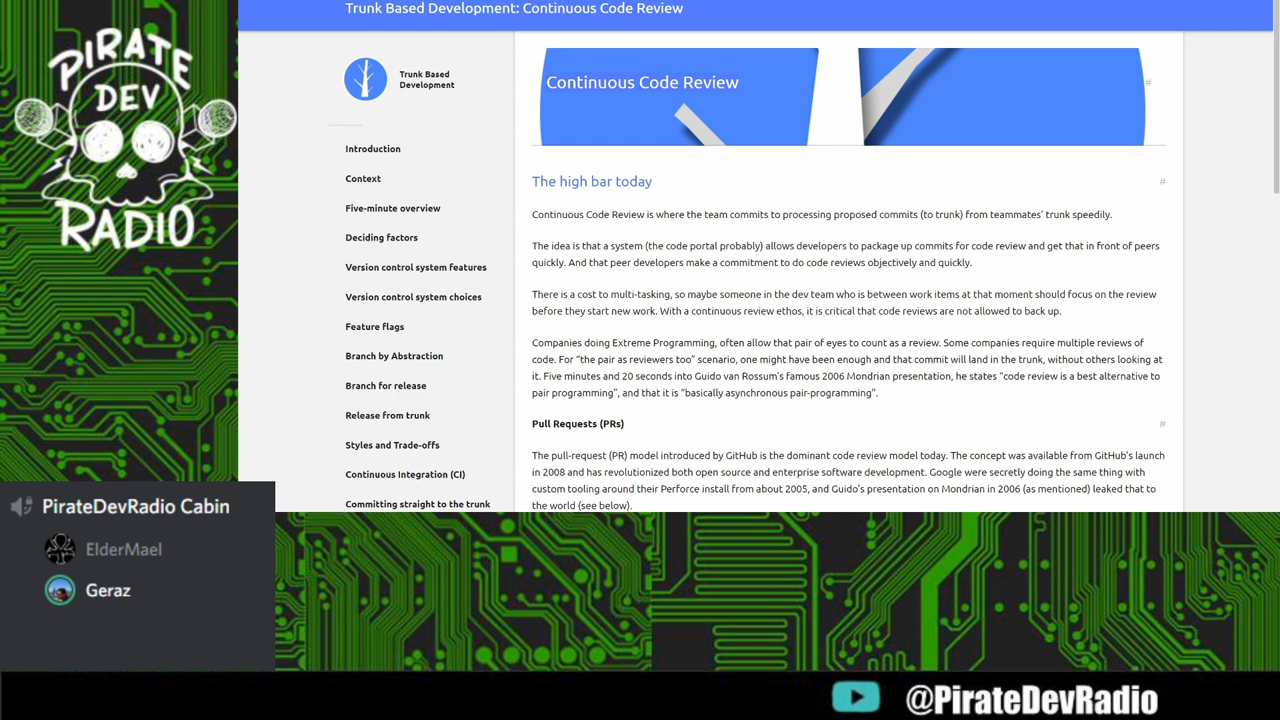 Trunk Based Development: Continuous Code Review
PIRATE
DEV
RADIO
Trunk Based
Development
Introduction
Context
Five-minute overview
Deciding factors
Version control system features
Version control system choices
Feature flags
Branch by Abstraction
Branch for release
Release from trunk
Styles and Trade-offs
Continuous Integration (CI)
Committing straight to the trunk
Continuous Code Review
#
The high bar today
#
Continuous Code Review is where the team commits to processing proposed commits (to trunk) from teammates' trunk speedily.
The idea is that a system (the code portal probably) allows developers to package up commits for code review and get that in front of peers
quickly. And that peer developers make a commitment to do code reviews objectively and quickly.
There is a cost to multi-tasking, so maybe someone in the dev team who is between work items at that moment should focus on the review
before they start new work. With a continuous review ethos, it is critical that code reviews are not allowed to back up.
Companies doing Extreme Programming, often allow that pair of eyes to count as a review. Some companies require multiple reviews of
code. For “the pair as reviewers too” scenario, one might have been enough and that commit will land in the trunk, without others looking at
it. Five minutes and 20 seconds into Guido van Rossum's famous 2006 Mondrian presentation, he states “code review is a best alternative to
pair programming”, and that it is “basically asynchronous pair-programming”.
Pull Requests (PRs)
#
The pull-request (PR) model introduced by GitHub is the dominant code review model today. The concept was available from GitHub's launch
in 2008 and has revolutionized both open source and enterprise software development. Google were secretly doing the same thing with
custom tooling around their Perforce install from about 2005, and Guido's presentation on Mondrian in 2006 (as mentioned) leaked that to
the world (see below).
PirateDevRadio Cabin
ElderMael
Geraz
@PirateDevRadio